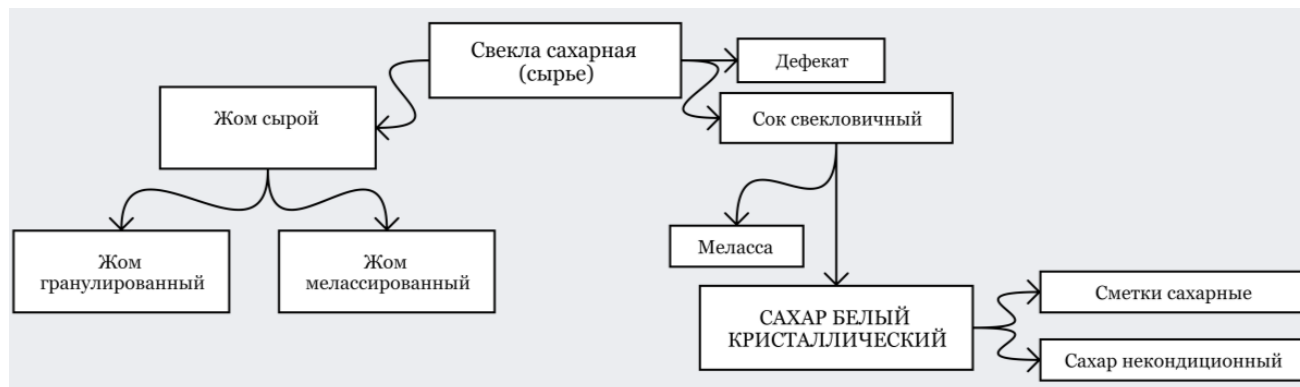 Свекла сахарная
(сырье)
Дефекат
Жом сырой
Сок свекловичный
Жом
гранулированный
Жом
мелассированный
Меласса
САХАР БЕЛЫЙ
КРИСТАЛЛИЧЕСКИЙ
Сметки сахарные
Сахар некондиционный